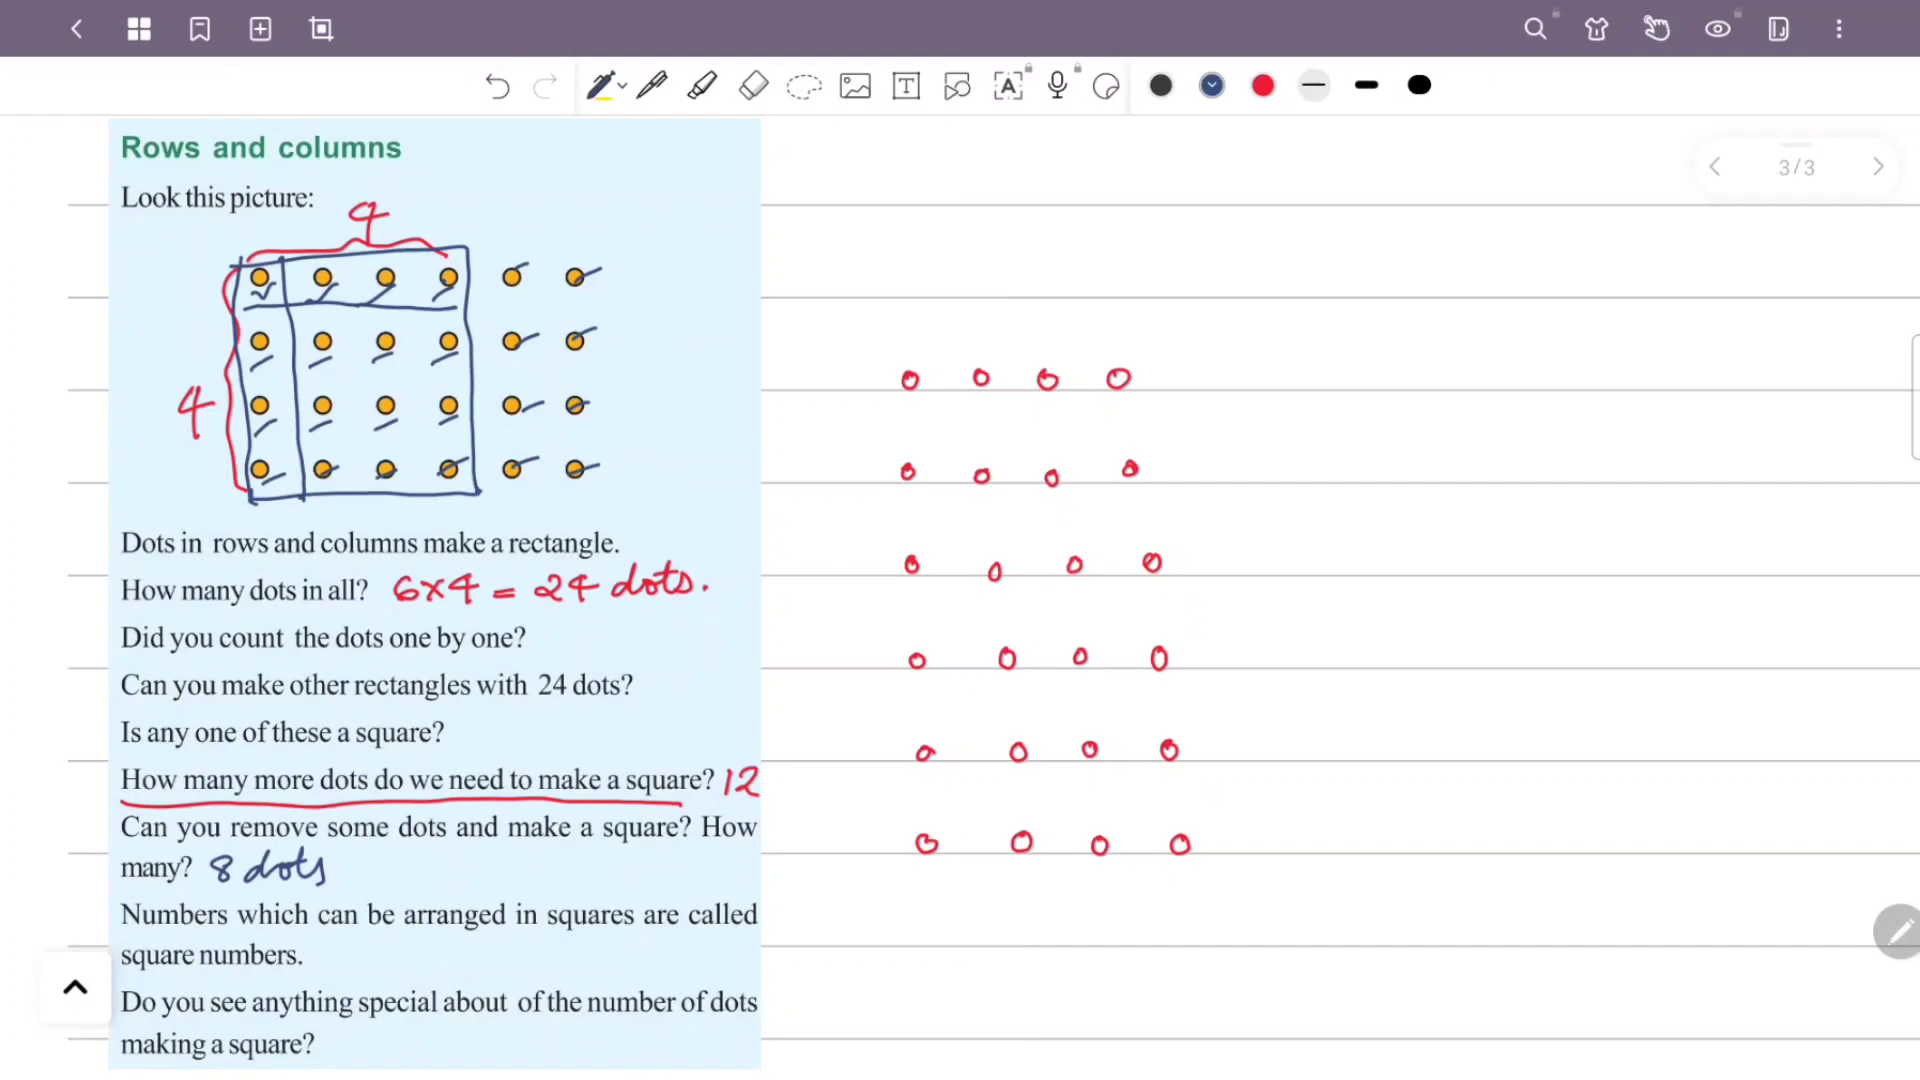 3/3
Rows and columns
Look this picture:
4
4
Dots in rows and columns make a rectangle.
How many dots in all? 6×4 = 24 dots.
Did you count the dots one by one?
Can you make other rectangles with 24 dots?
Is any one of these a square?
How many more dots do we need to make a square? 12
Can you remove some dots and make a square? How
many? 8 dots
Numbers which can be arranged in squares are called
square numbers.
Do you see anything special about of the number of dots
making a square?